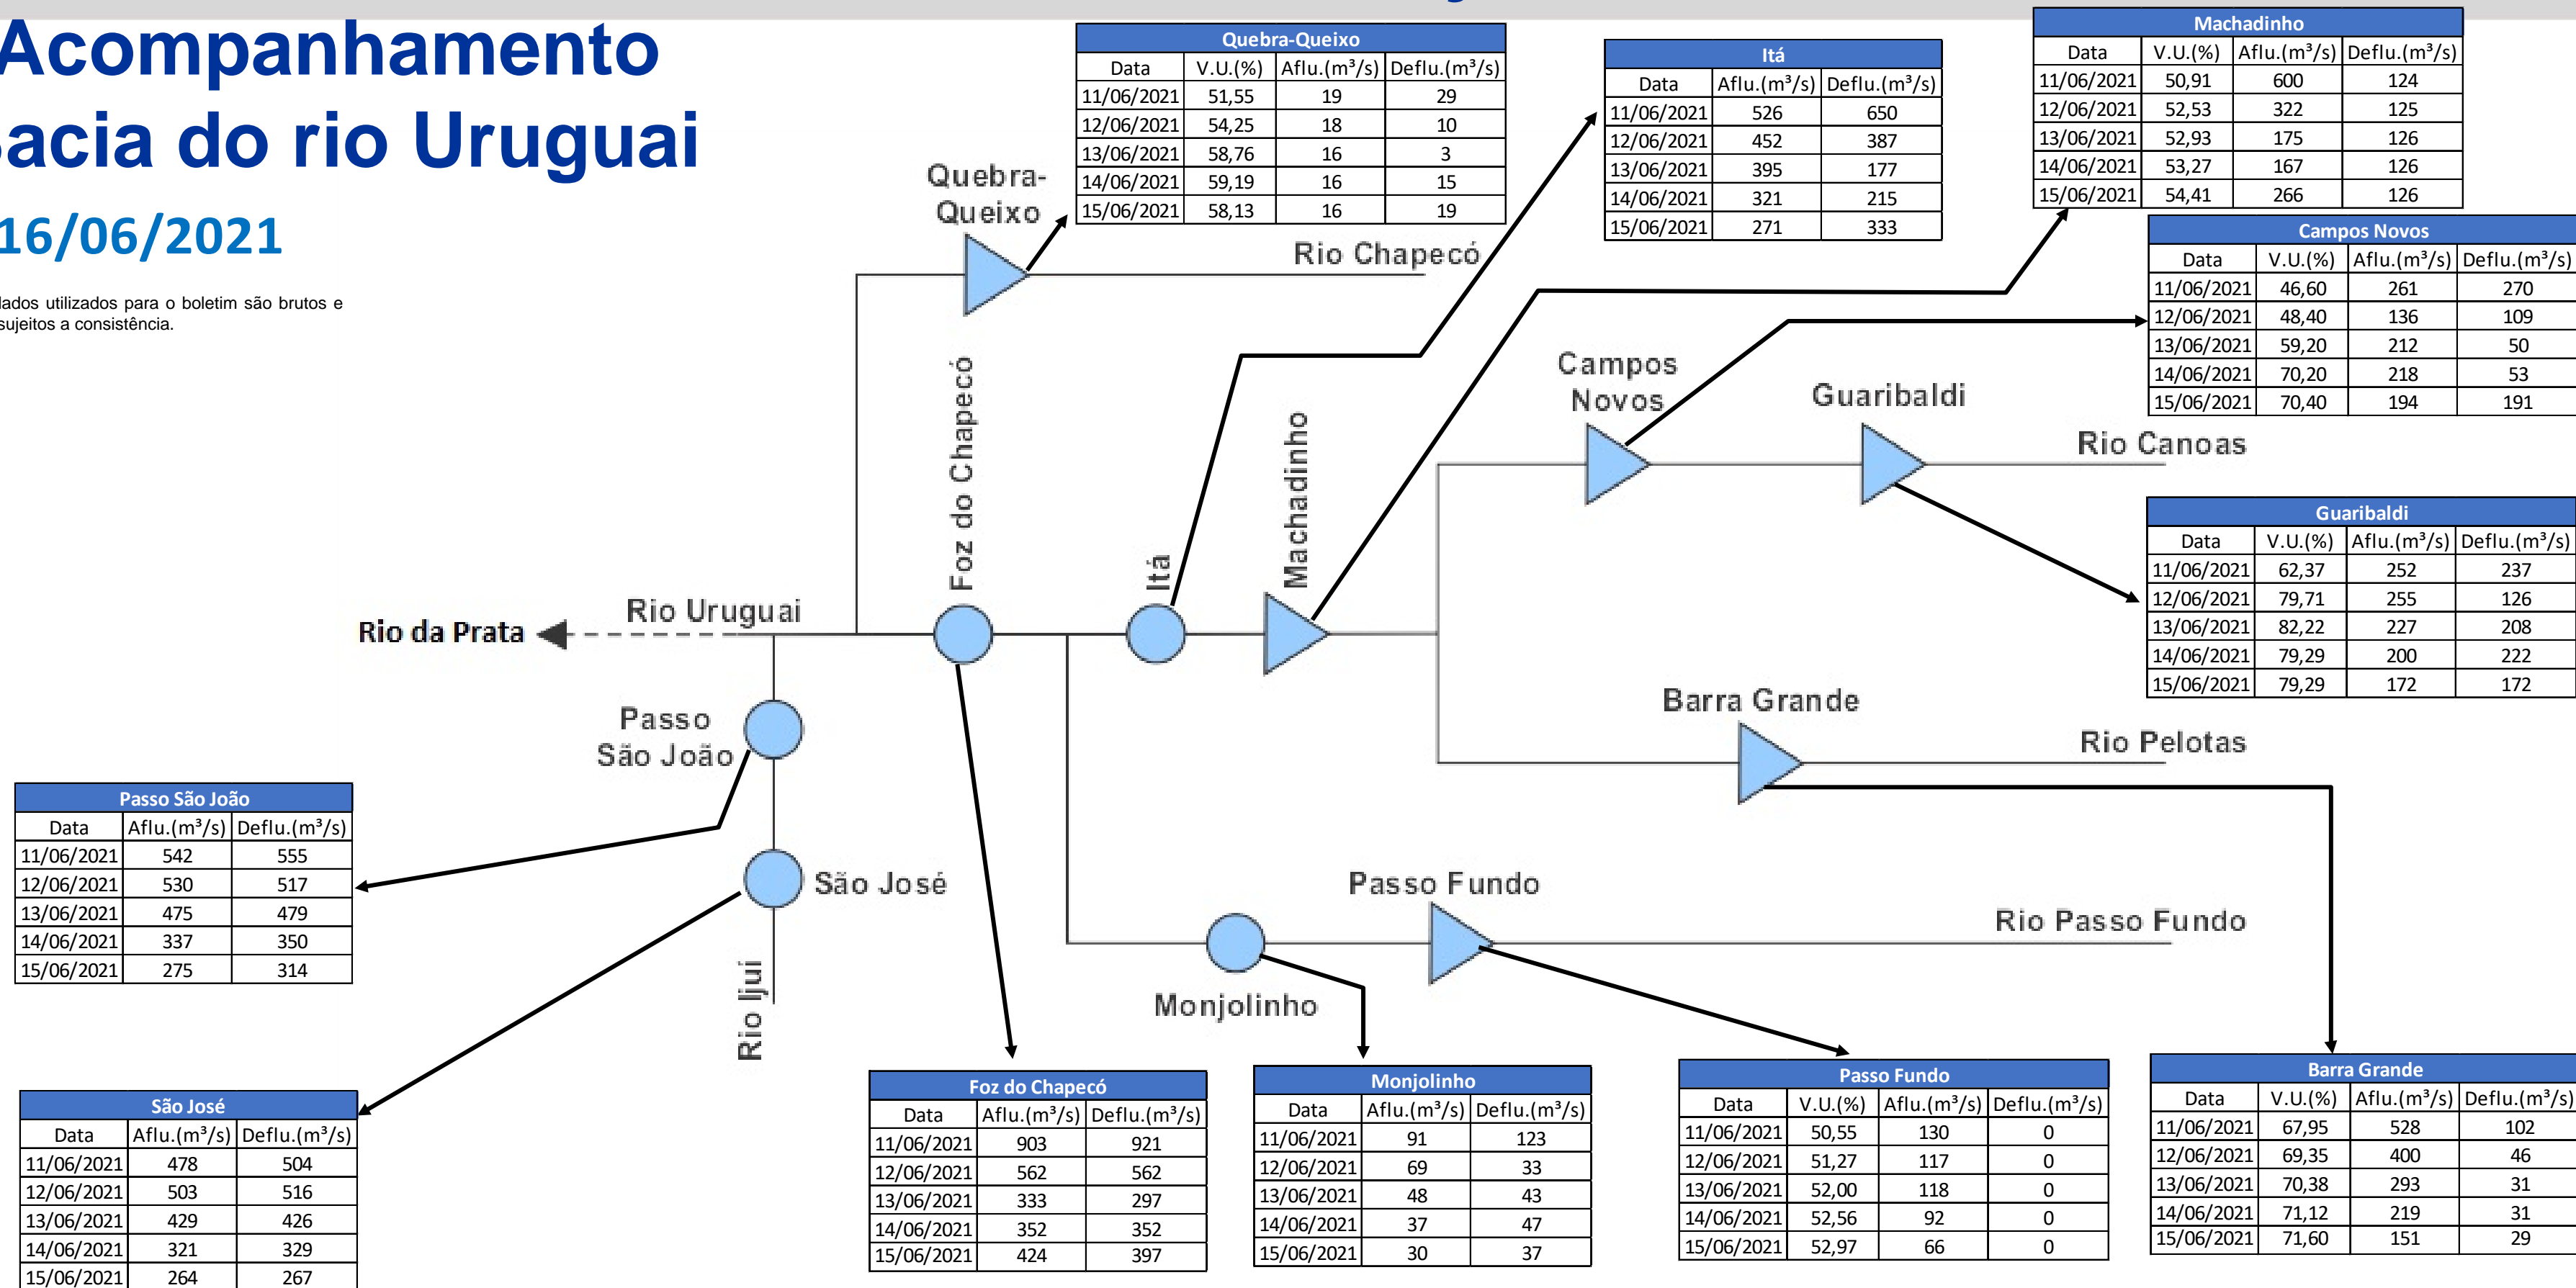 Acompanhamento
Bacia do rio Uruguai
16/06/2021
dados utilizados para o boletim são brutos e
sujeitos a consistência.
Quebra-Queixo
Data V.U.(%) Aflu.(m³/s) Deflu.(m³/s)
11/06/2021 51,55 19 29
12/06/2021 54,25 18 10
13/06/2021 58,76 16 3
14/06/2021 59,19 16 15
15/06/2021 58,13 16 19
Itá
Data Aflu.(m³/s) Deflu.(m³/s)
11/06/2021 526 650
12/06/2021 452 387
13/06/2021 395 177
14/06/2021 321 215
15/06/2021 271 333
Machadinho
Data V.U.(%) Aflu.(m³/s) Deflu.(m³/s)
11/06/2021 50,91 600 124
12/06/2021 52,53 322 125
13/06/2021 52,93 175 126
14/06/2021 53,27 167 126
15/06/2021 54,41 266 126
Campos Novos
Data V.U.(%) Aflu.(m³/s) Deflu.(m³/s)
11/06/2021 46,60 261 270
12/06/2021 48,40 136 109
13/06/2021 59,20 212 50
14/06/2021 70,20 218 53
15/06/2021 70,40 194 191
Quebra-
Queixo
Rio Chapecó
Foz do Chapecó
Itá
Machadinho
Campos
Novos
Guaribaldi
Rio Canoas
Guaribaldi
Data V.U.(%) Aflu.(m³/s) Deflu.(m³/s)
11/06/2021 62,37 252 237
12/06/2021 79,71 255 126
13/06/2021 82,22 227 208
14/06/2021 79,29 200 222
15/06/2021 79,29 172 172
Rio da Prata
Rio Uruguai
Barra Grande
Rio Pelotas
Passo
São João
São José
Rio Ijuí
Passo Fundo
Rio Passo Fundo
Monjolinho
Passo São João
Data Aflu.(m³/s) Deflu.(m³/s)
11/06/2021 542 555
12/06/2021 530 517
13/06/2021 475 479
14/06/2021 337 350
15/06/2021 275 314
São José
Data Aflu.(m³/s) Deflu.(m³/s)
11/06/2021 478 504
12/06/2021 503 516
13/06/2021 429 426
14/06/2021 321 329
15/06/2021 264 267
Foz do Chapecó
Data Aflu.(m³/s) Deflu.(m³/s)
11/06/2021 903 921
12/06/2021 562 562
13/06/2021 333 297
14/06/2021 352 352
15/06/2021 424 397
Monjolinho
Data Aflu.(m³/s) Deflu.(m³/s)
11/06/2021 91 123
12/06/2021 69 33
13/06/2021 48 43
14/06/2021 37 47
15/06/2021 30 37
Passo Fundo
Data V.U.(%) Aflu.(m³/s) Deflu.(m³/s)
11/06/2021 50,55 130 0
12/06/2021 51,27 117 0
13/06/2021 52,00 118 0
14/06/2021 52,56 92 0
15/06/2021 52,97 66 0
Barra Grande
Data V.U.(%) Aflu.(m³/s) Deflu.(m³/s)
11/06/2021 67,95 528 102
12/06/2021 69,35 400 46
13/06/2021 70,38 293 31
14/06/2021 71,12 219 31
15/06/2021 71,60 151 29